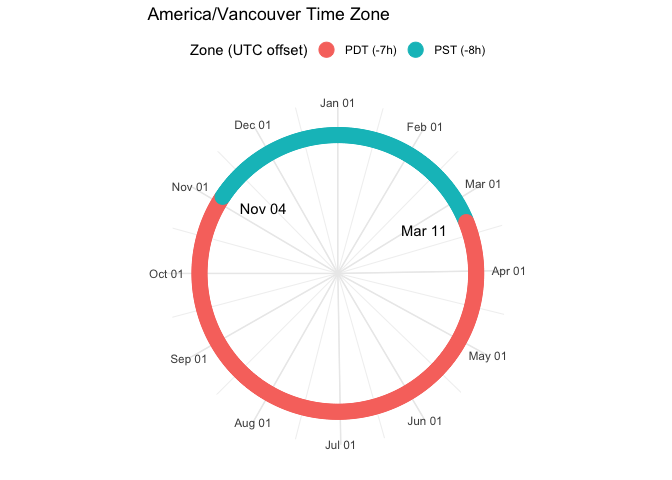 America/Vancouver Time Zone
Zone (UTC offset) PDT (-7h) PST (-8h)
Jan 01
Dec 01
Feb 01
Nov 01
Mar 01
Nov 04
Mar 11
Oct 01
Apr 01
Sep 01
May 01
Aug 01
Jun 01
Jul 01